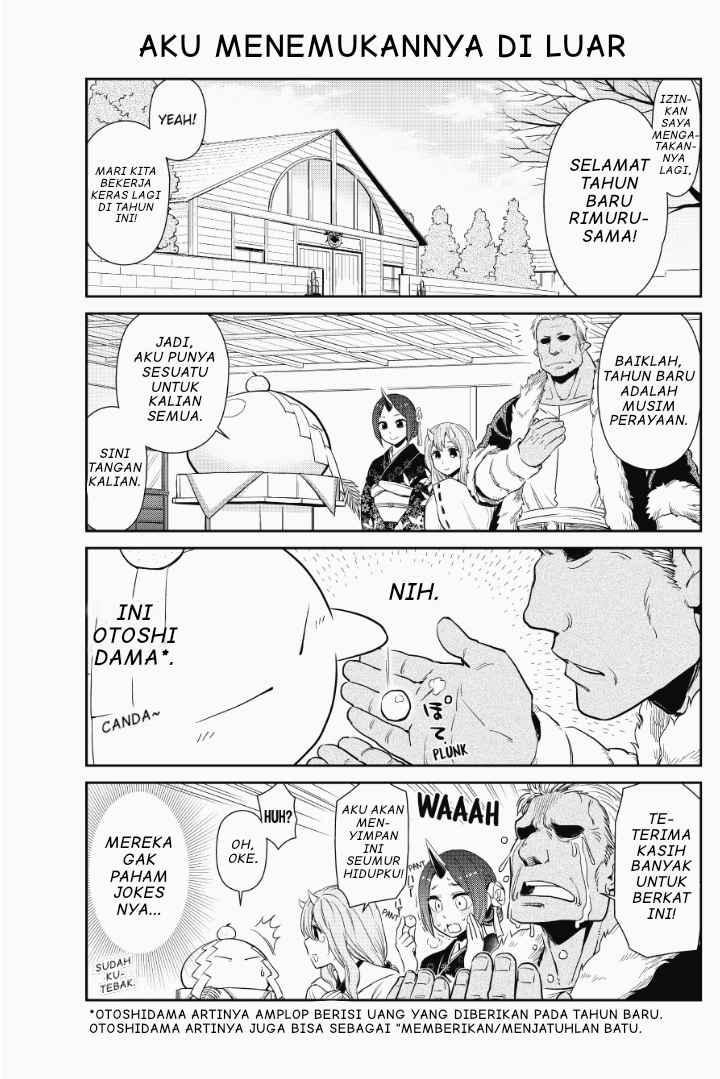 AKU MENEMUKANNYA DI LUAR
IZIN-
KAN
SAYA
MENGA-
TAKAN-
NYA
LAGI,
SELAMAT
TAHUN
BARU
RIMURU-
SAMA!
YEAH!
MARI KITA
BEKERJA
KERAS LAGI
DI TAHUN
INI!
BAIKLAH,
TAHUN BARU
ADALAH
MUSIM
PERAYAAN.
JADI,
AKU PUNYA
SESUATU
UNTUK
KALIAN
SEMUA.
SINI
TANGAN
KALIAN.
NIH.
ぽて
PLUNK
INI
OTOSHI
DAMA*.
CANDA~
TE-
TERIMA
KASIH
BANYAK
UNTUK
BERKAT
INI!
WAAAH
AKU AKAN
MEN-
YIMPAN
INI
SEUMUR
HIDUPKU!
PANT
PANT
HUH?
OH,
OKE.
MEREKA
GAK
PAHAM
JOKES
NYA...
SUDAH
KU-
TEBAK.
*OTOSHIDAMA ARTINYA AMPLOP BERISI UANG YANG DIBERIKAN PADA TAHUN BARU.
OTOSHIDAMA ARTINYA JUGA BISA SEBAGAI "MEMBERIKAN/MENJATUHLAN BATU.